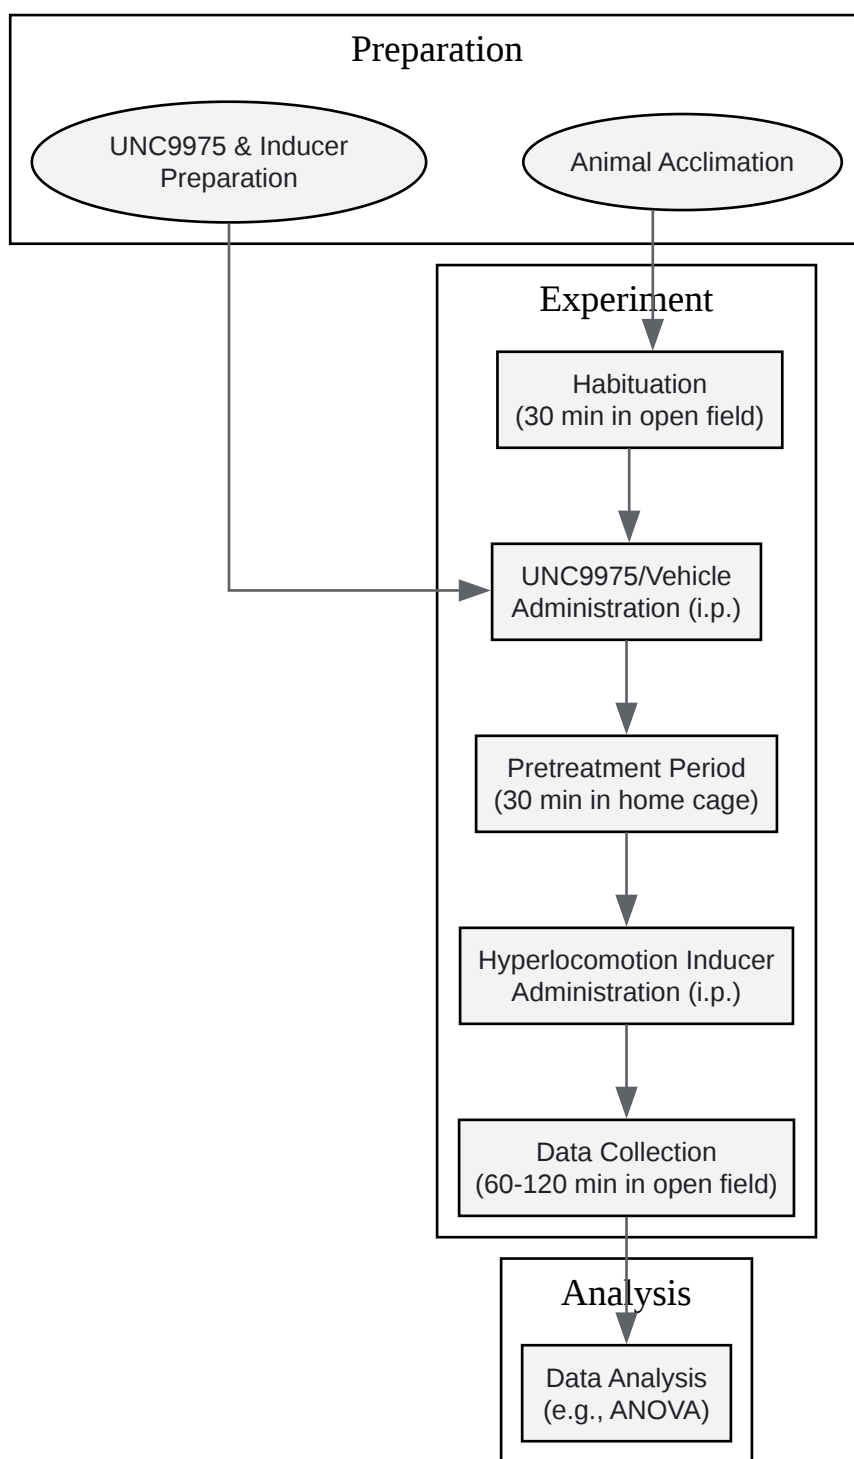 Preparation
UNC9975 & Inducer
Preparation
Animal Acclimation
Experiment
Habituation
(30 min in open field)
UNC9975/Vehicle
Administration (i.p.)
Pretreatment Period
(30 min in home cage)
Hyperlocomotion Inducer
Administration (i.p.)
Data Collection
(60-120 min in open field)
Analysis
Data Analysis
(e.g., ANOVA)